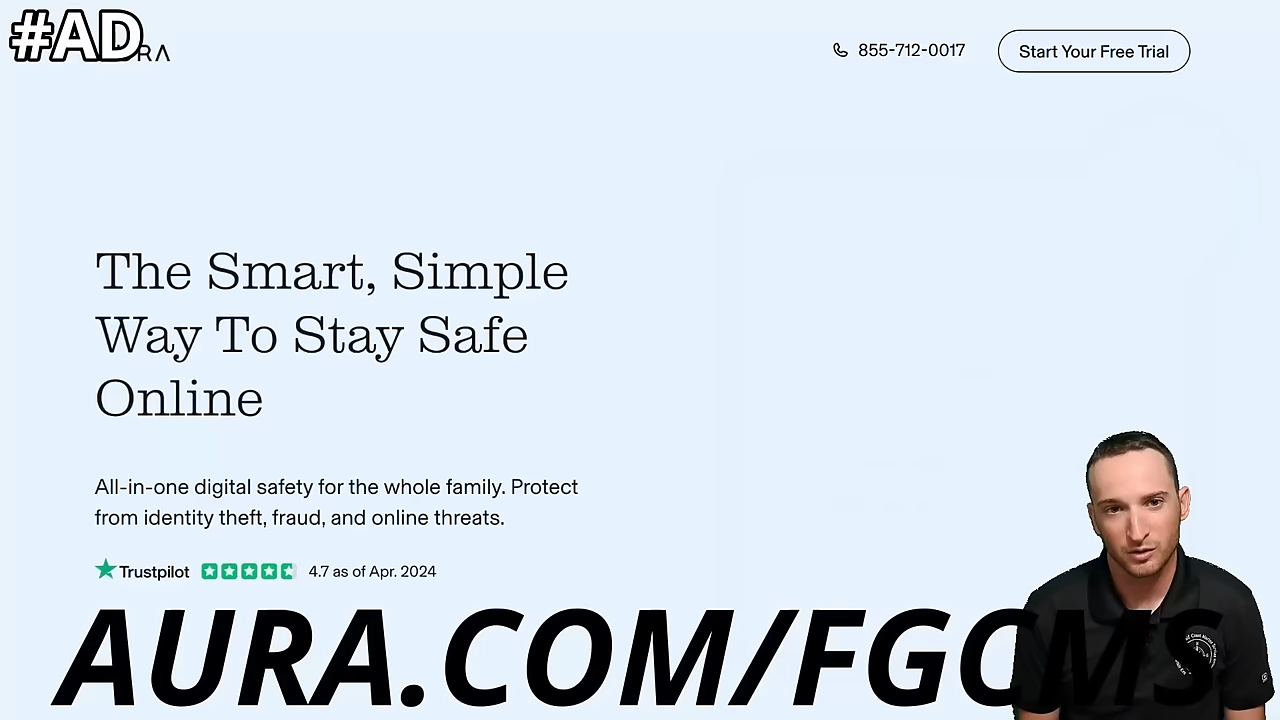 #AD
RA
855-712-0017
Start Your Free Trial
The Smart, Simple
Way To Stay Safe
Online
All-in-one digital safety for the whole family. Protect
from identity theft, fraud, and online threats.
Trustpilot 4.7 as of Apr. 2024
AURA.COM/FGCMS